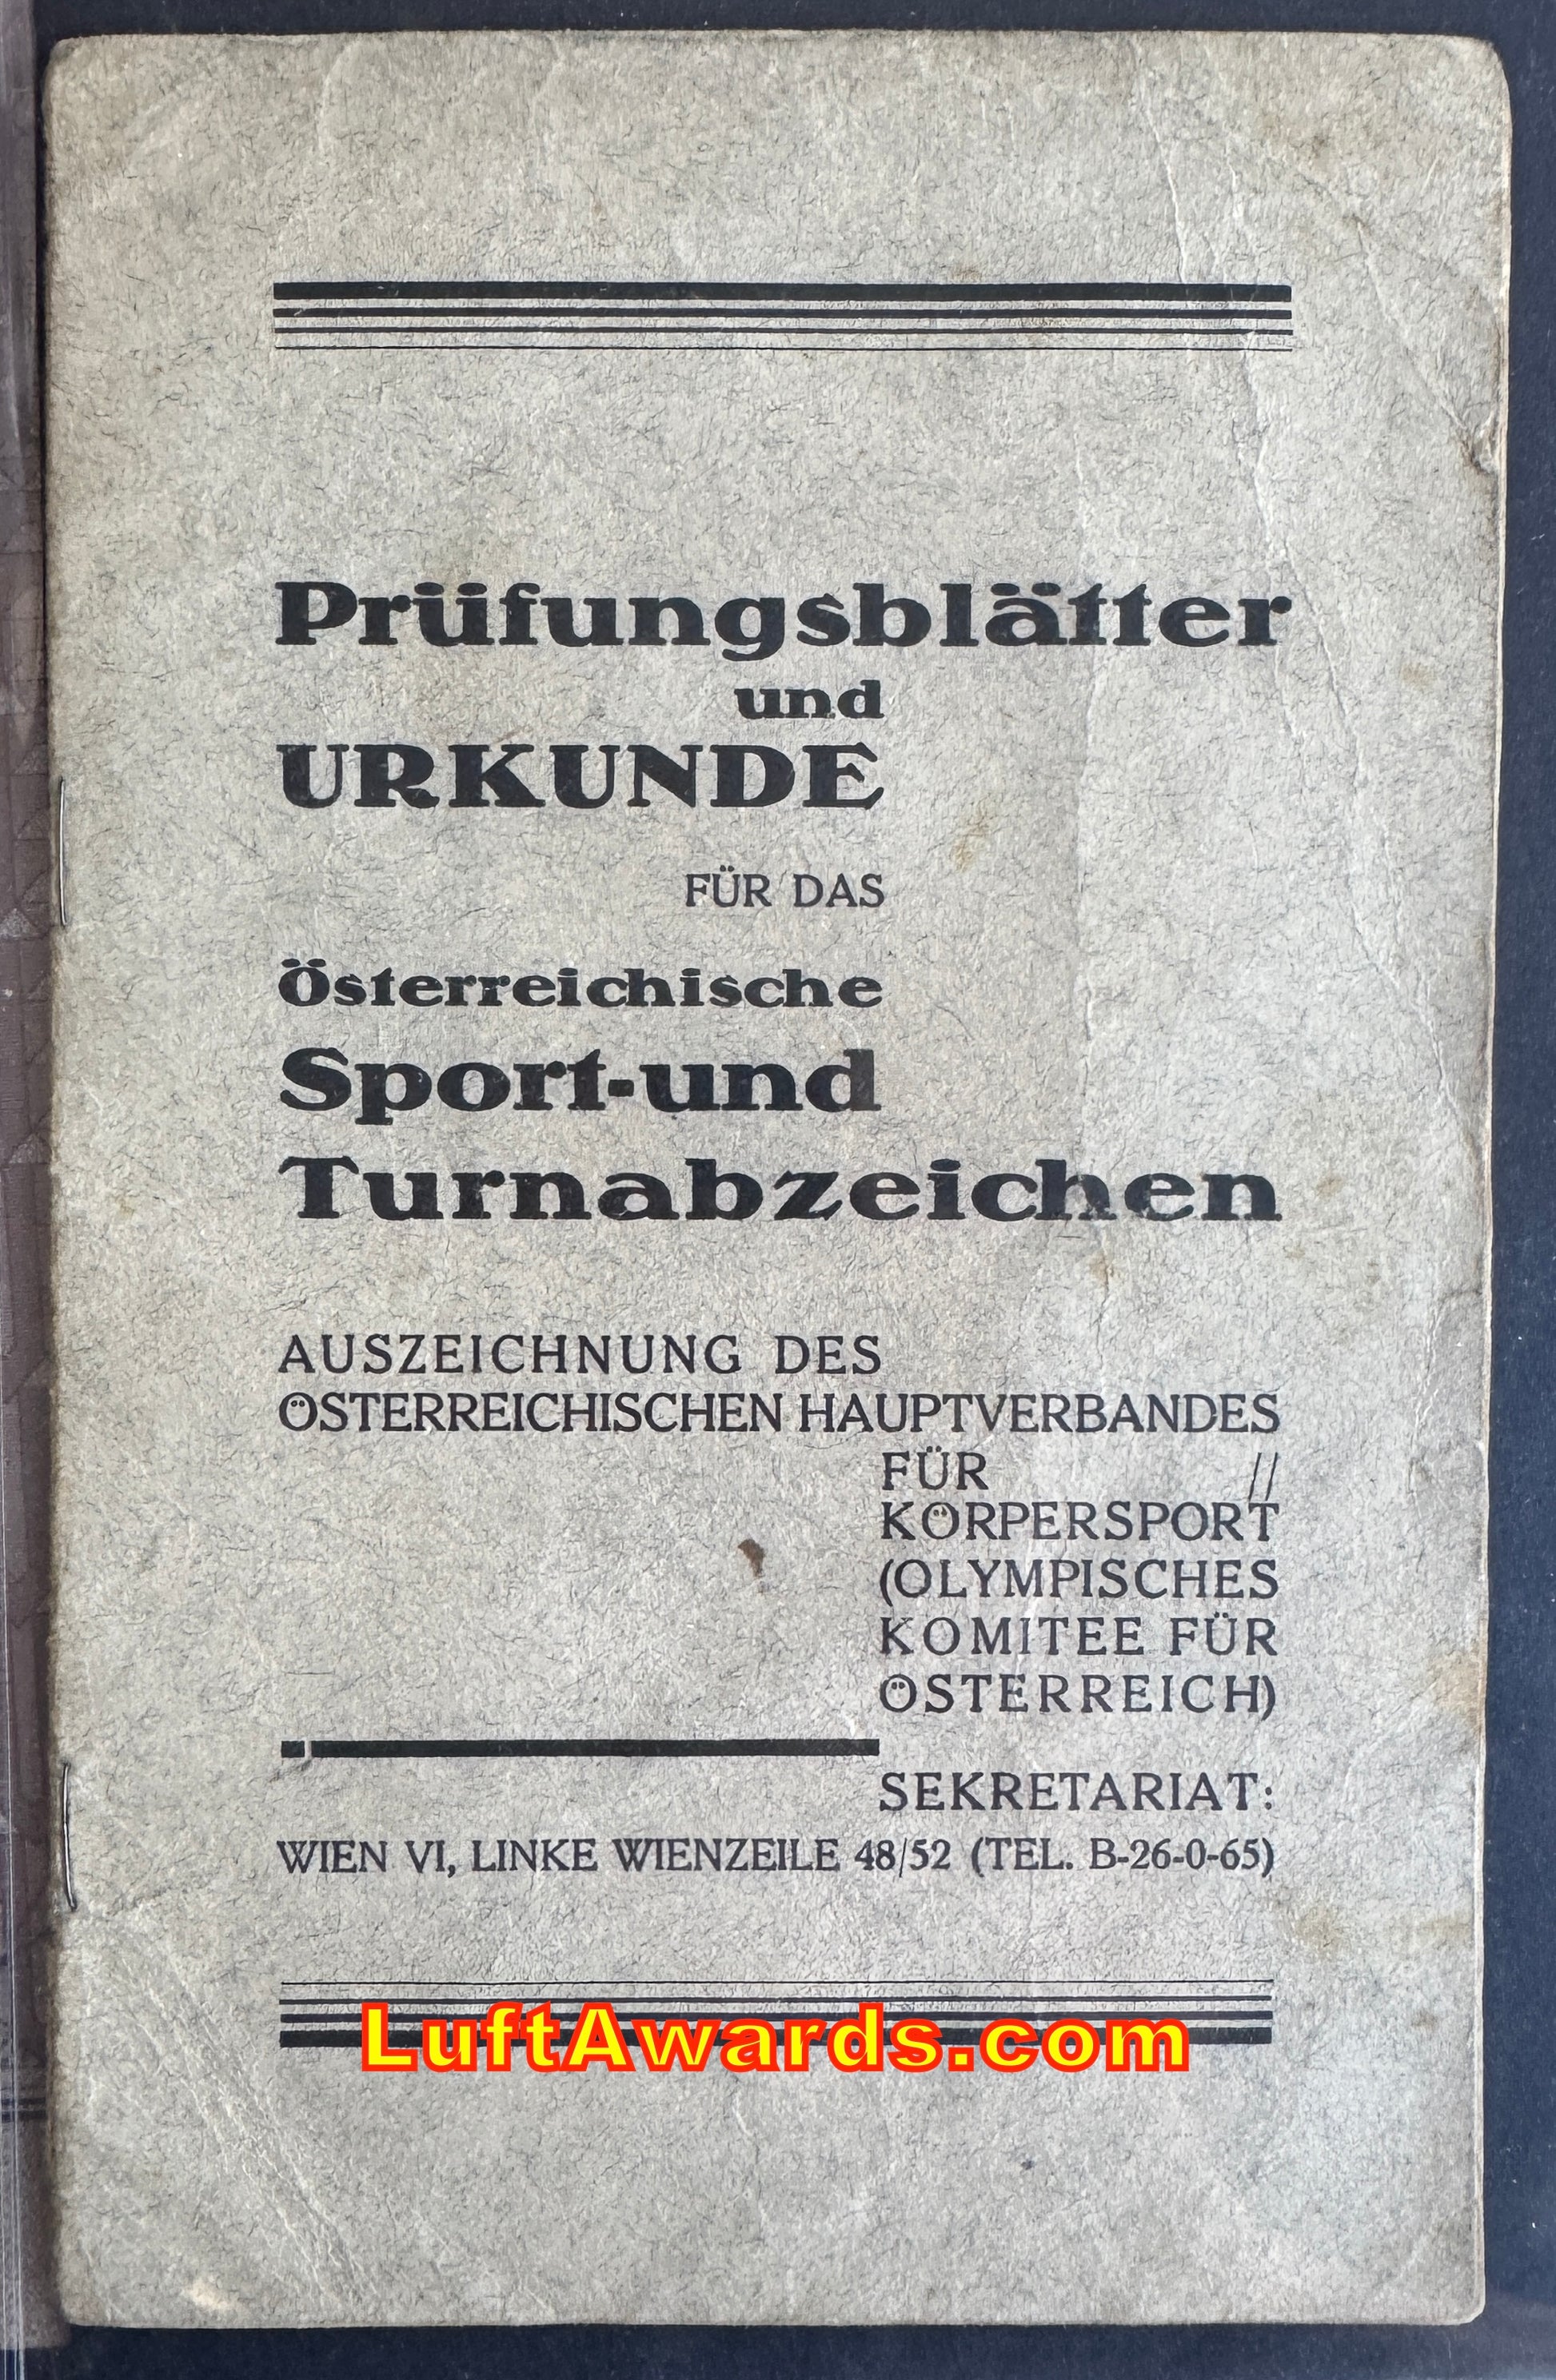 Prüfungsblätter
und
URKUNDE
FÜR DAS
Österreichische
Sport-und
Turnabzeichen
AUSZEICHNUNG DES
ÖSTERREICHISCHEN HAUPTVERBANDES
FÜR //
KÖRPERSPORT
(OLYMPISCHES
KOMITEE FÜR
ÖSTERREICH)
SEKRETARIAT:
WIEN VI, LINKE WIENZEILE 48/52 (TEL. B-26-0-65)
LuftAwards.com